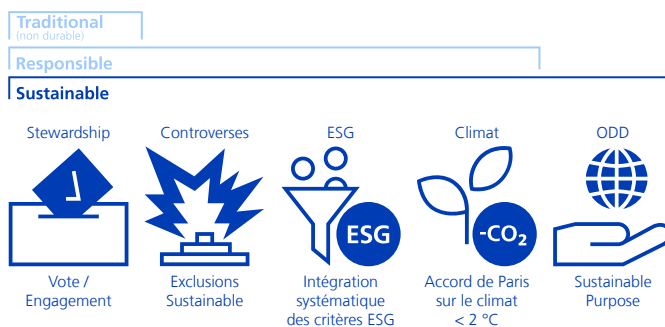 Traditional
(non durable)
Responsible
Sustainable
Stewardship
Controverses
ESG
Climat
ODD
ESG
-CO₂
Vote /
Engagement
Exclusions
Sustainable
Intégration
systématique
des critères ESG
Accord de Paris
sur le climat
< 2 °C
Sustainable
Purpose